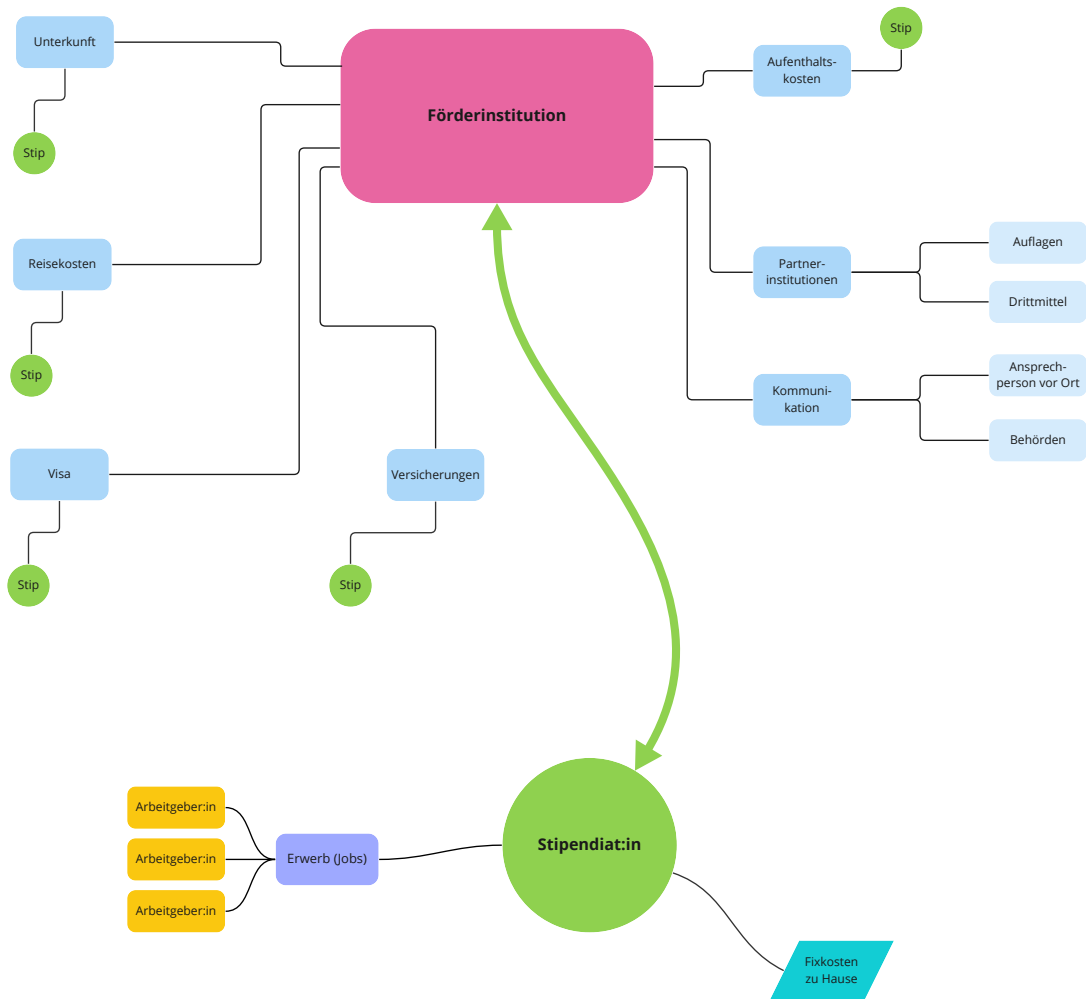 Stip
Unterkunft
Aufenthalts-
kosten
Förderinstitution
Stip
Auflagen
Reisekosten
Partner-
institutionen
Drittmittel
Ansprech-
person vor Ort
Stip
Kommuni-
kation
Behörden
Visa
Versicherungen
Stip
Stip
Arbeitgeber:in
Stipendiat:in
Arbeitgeber:in
Erwerb (Jobs)
Arbeitgeber:in
Fixkosten
zu Hause